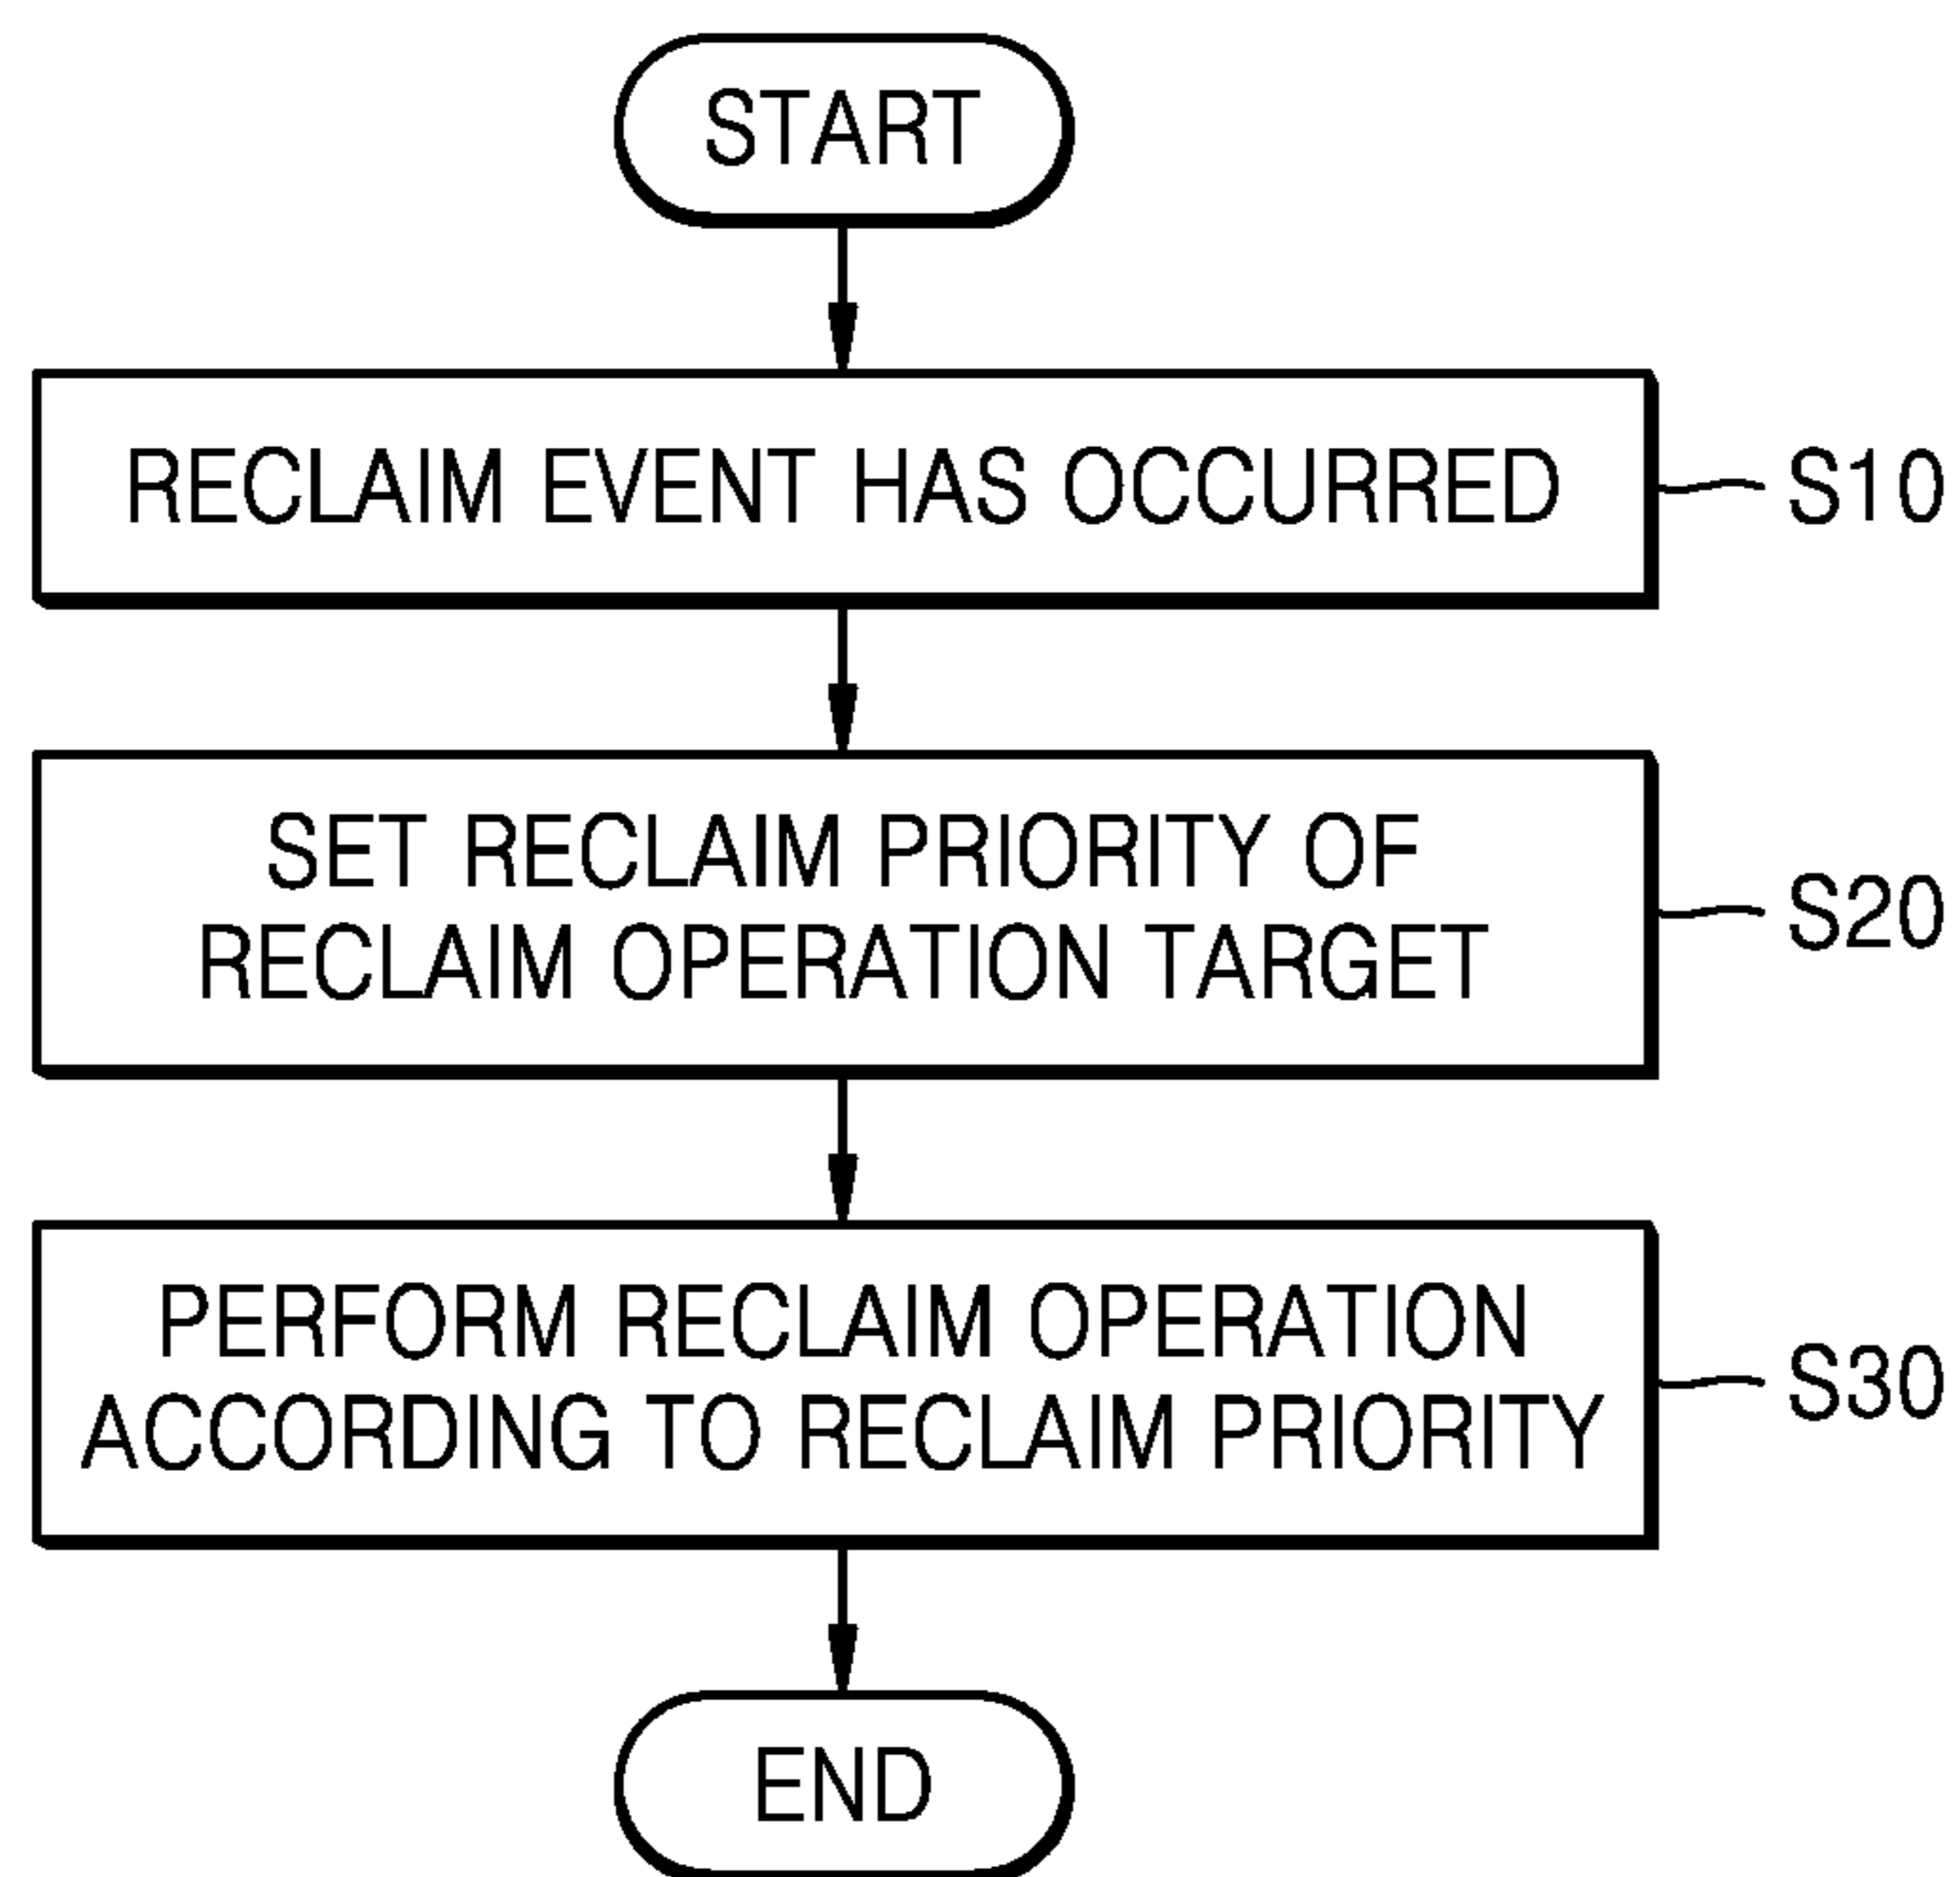 START
RECLAIM EVENT HAS OCCURRED
S10
SET RECLAIM PRIORITY OF
RECLAIM OPERATION TARGET
S20
PERFORM RECLAIM OPERATION
ACCORDING TO RECLAIM PRIORITY
S30
END